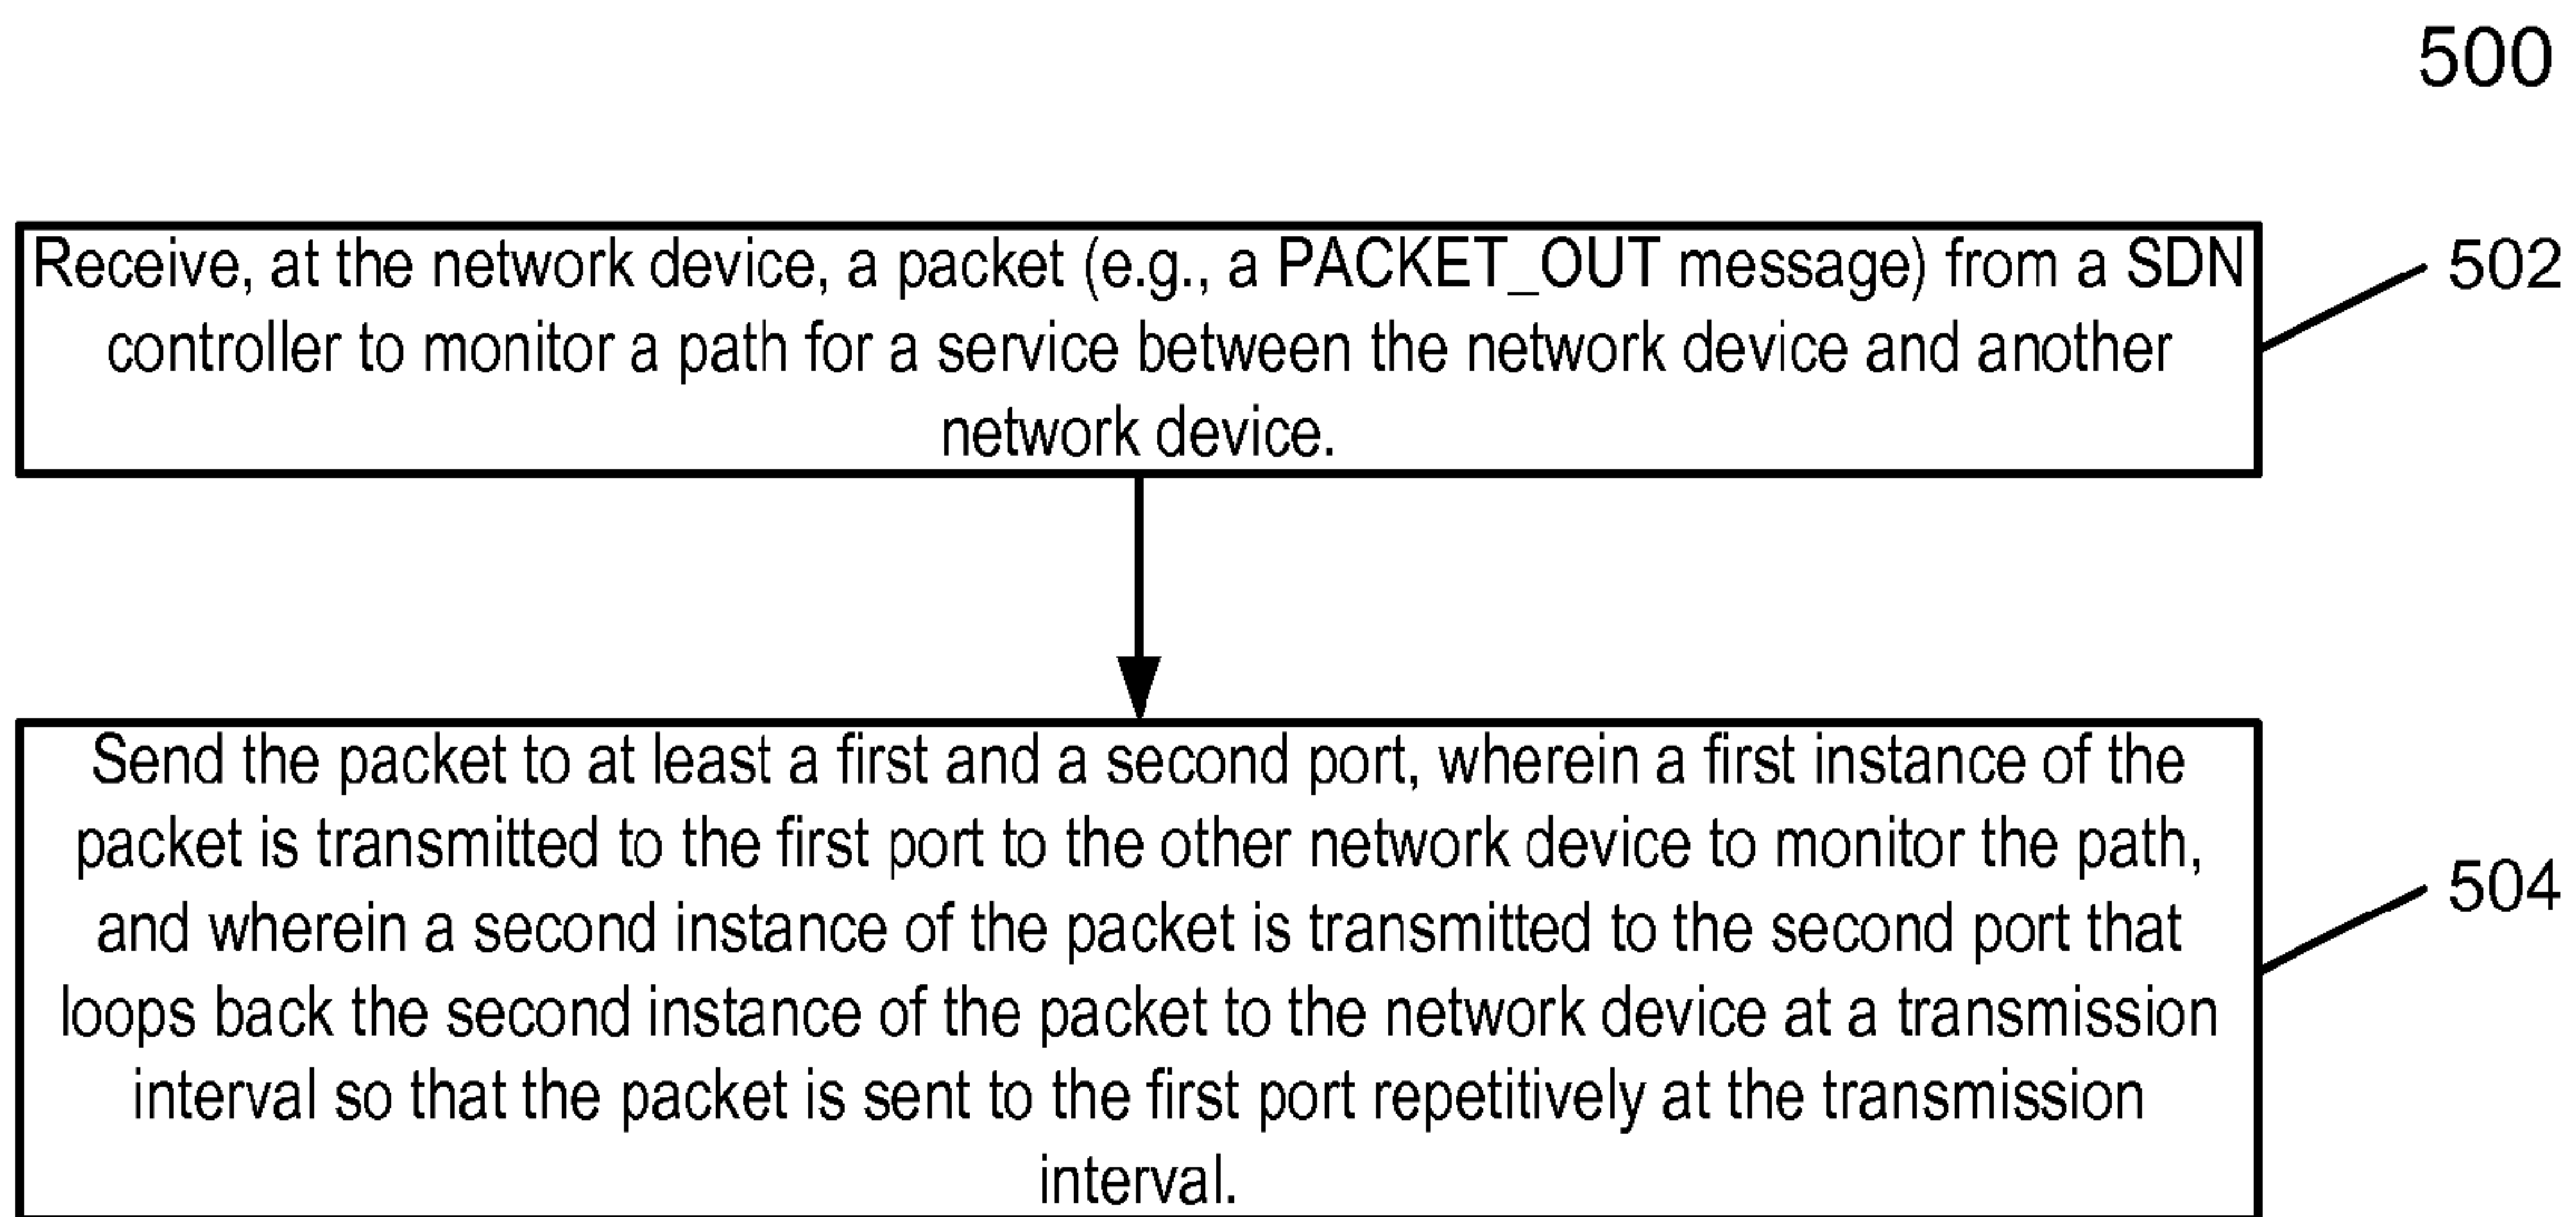 500
Receive, at the network device, a packet (e.g., a PACKET_OUT message) from a SDN
controller to monitor a path for a service between the network device and another
network device.
502
Send the packet to at least a first and a second port, wherein a first instance of the
packet is transmitted to the first port to the other network device to monitor the path,
and wherein a second instance of the packet is transmitted to the second port that
loops back the second instance of the packet to the network device at a transmission
interval so that the packet is sent to the first port repetitively at the transmission
interval.
504